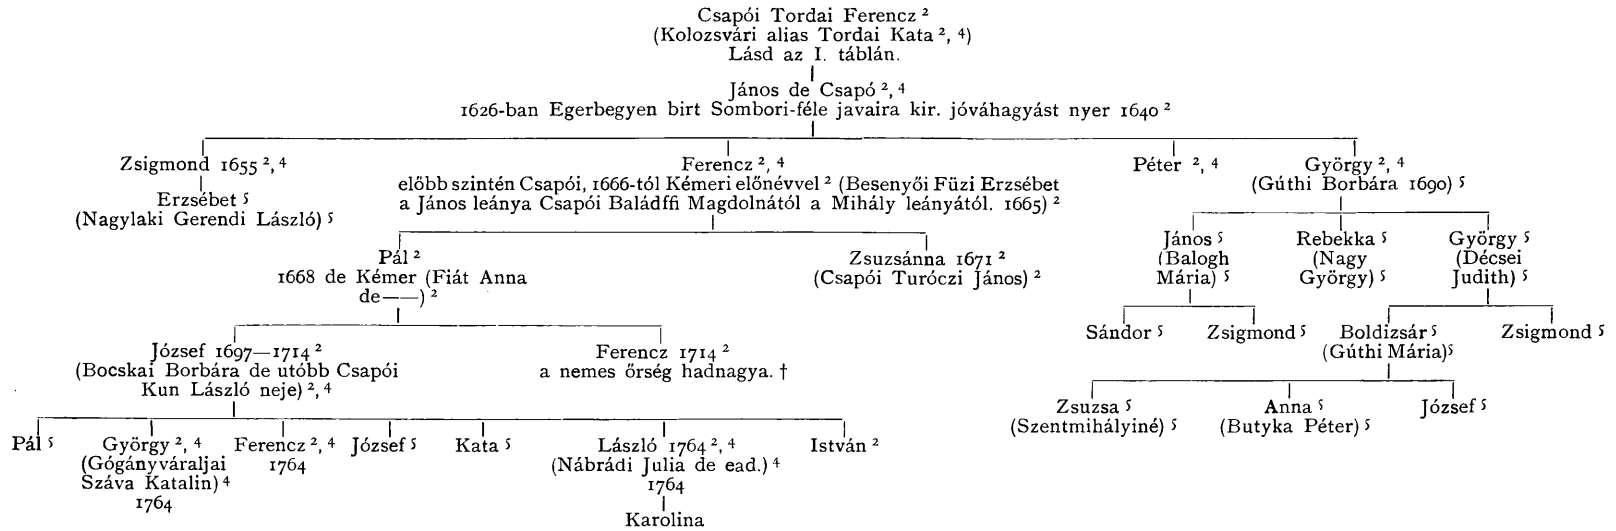 Csapói Tordai Ferencz ²
(Kolozsvári alias Tordai Kata ², ⁴)
Lásd az I. táblán.
János de Csapó ², ⁴
1626-ban Egerbegyen birt Sombori-féle javaira kir. jóváhagyást nyer 1640 ²
Zsigmond 1655 ², ⁴
Erzsébet ⁵
(Nagylaki Gerendi László) ⁵
Ferencz ², ⁴
előbb szintén Csapói, 1666-tól Kémeri előnévvel ² (Besenyői Füzi Erzsébet
a János leánya Csapói Baládffi Magdolnától a Mihály leányától. 1665) ²
Péter ², ⁴
György ², ⁴
(Gúthi Borbára 1690) ⁵
Pál ²
1668 de Kémer (Fiát Anna
de——) ²
Zsuzsánna 1671 ²
(Csapói Turóczi János) ²
János ⁵
(Balogh
Mária) ⁵
Rebekka ⁵
(Nagy
György) ⁵
György ⁵
(Décsei
Judith) ⁵
Sándor ⁵
Zsigmond ⁵
Boldizsár ⁵
(Gúthi Mária) ⁵
Zsigmond ⁵
József 1697—1714 ²
(Bocskai Borbára de utóbb Csapói
Kun László neje) ², ⁴
Ferencz 1714 ²
a nemes őrség hadnagya. †
Zsuzsa ⁵
(Szentmihályiné) ⁵
Anna ⁵
(Butyka Péter) ⁵
József ⁵
Pál ⁵
György ², ⁴
(Gógányváraljai
Száva Katalin) ⁴
1764
Ferencz ², ⁴
1764
József ⁵
Kata ⁵
László 1764 ², ⁴
(Nábrádi Julia de ead.) ⁴
1764
István ²
Karolina